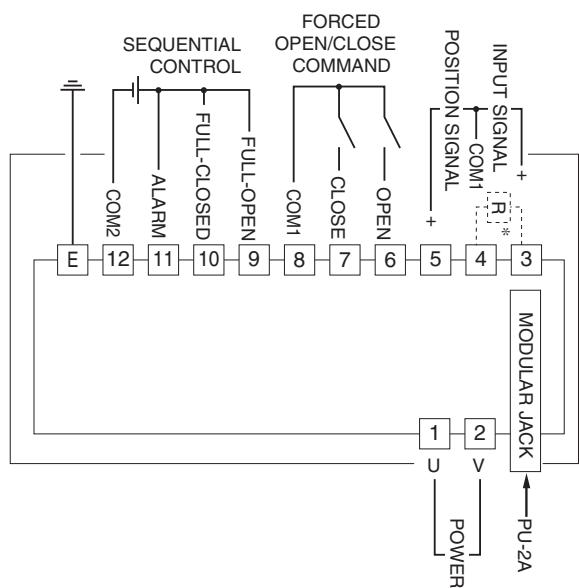 SEQUENTIAL
CONTROL
FORCED
OPEN/CLOSE
COMMAND
POSITION SIGNAL
INPUT SIGNAL
COM2
ALARM
FULL-CLOSED
FULL-OPEN
COM1
CLOSE
OPEN
+
COM1
+
R
*
E
12
11
10
9
8
7
6
5
4
3
MODULAR JACK
1
2
U
V
POWER
PU-2A